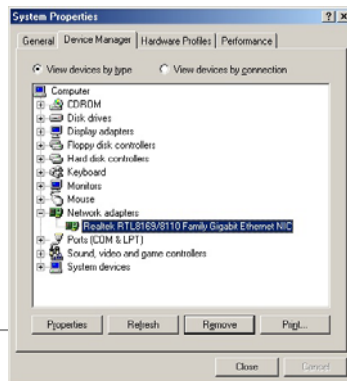 System Properties
General Device Manager Hardware Profiles Performance
View devices by type View devices by connection
Computer
CDROM
Disk drives
Display adapters
Floppy disk controllers
Hard disk controllers
Keyboard
Monitors
Mouse
Network adapters
Realtek RTL8169/8110 Family Gigabit Ethernet NIC
Ports (COM & LPT)
Sound, video and game controllers
System devices
Properties Refresh Remove Print...
Close Cancel